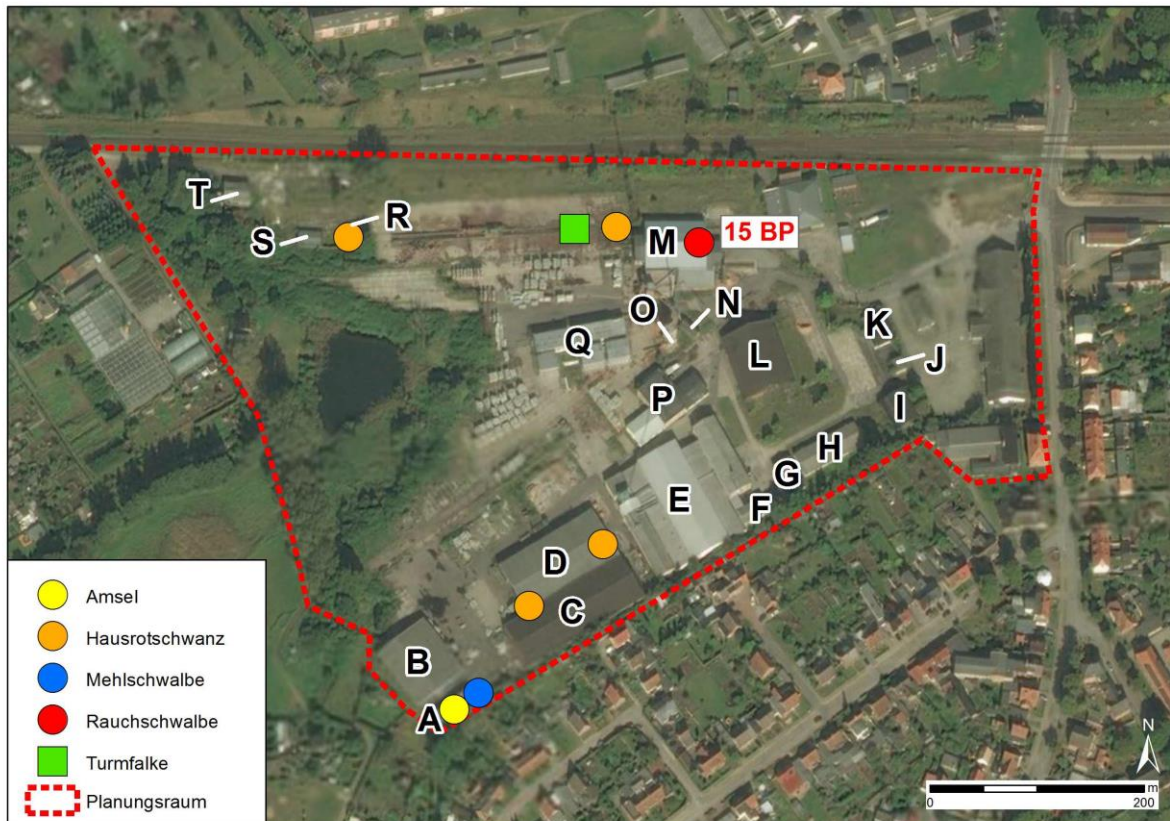 T
R
S
M
15 BP
O
N
K
Q
L
J
P
I
H
G
E
F
D
C
B
A
Amsel
Hausrotschwanz
Mehlschwalbe
Rauchschwalbe
Turmfalke
Planungsraum
N
m
0
200